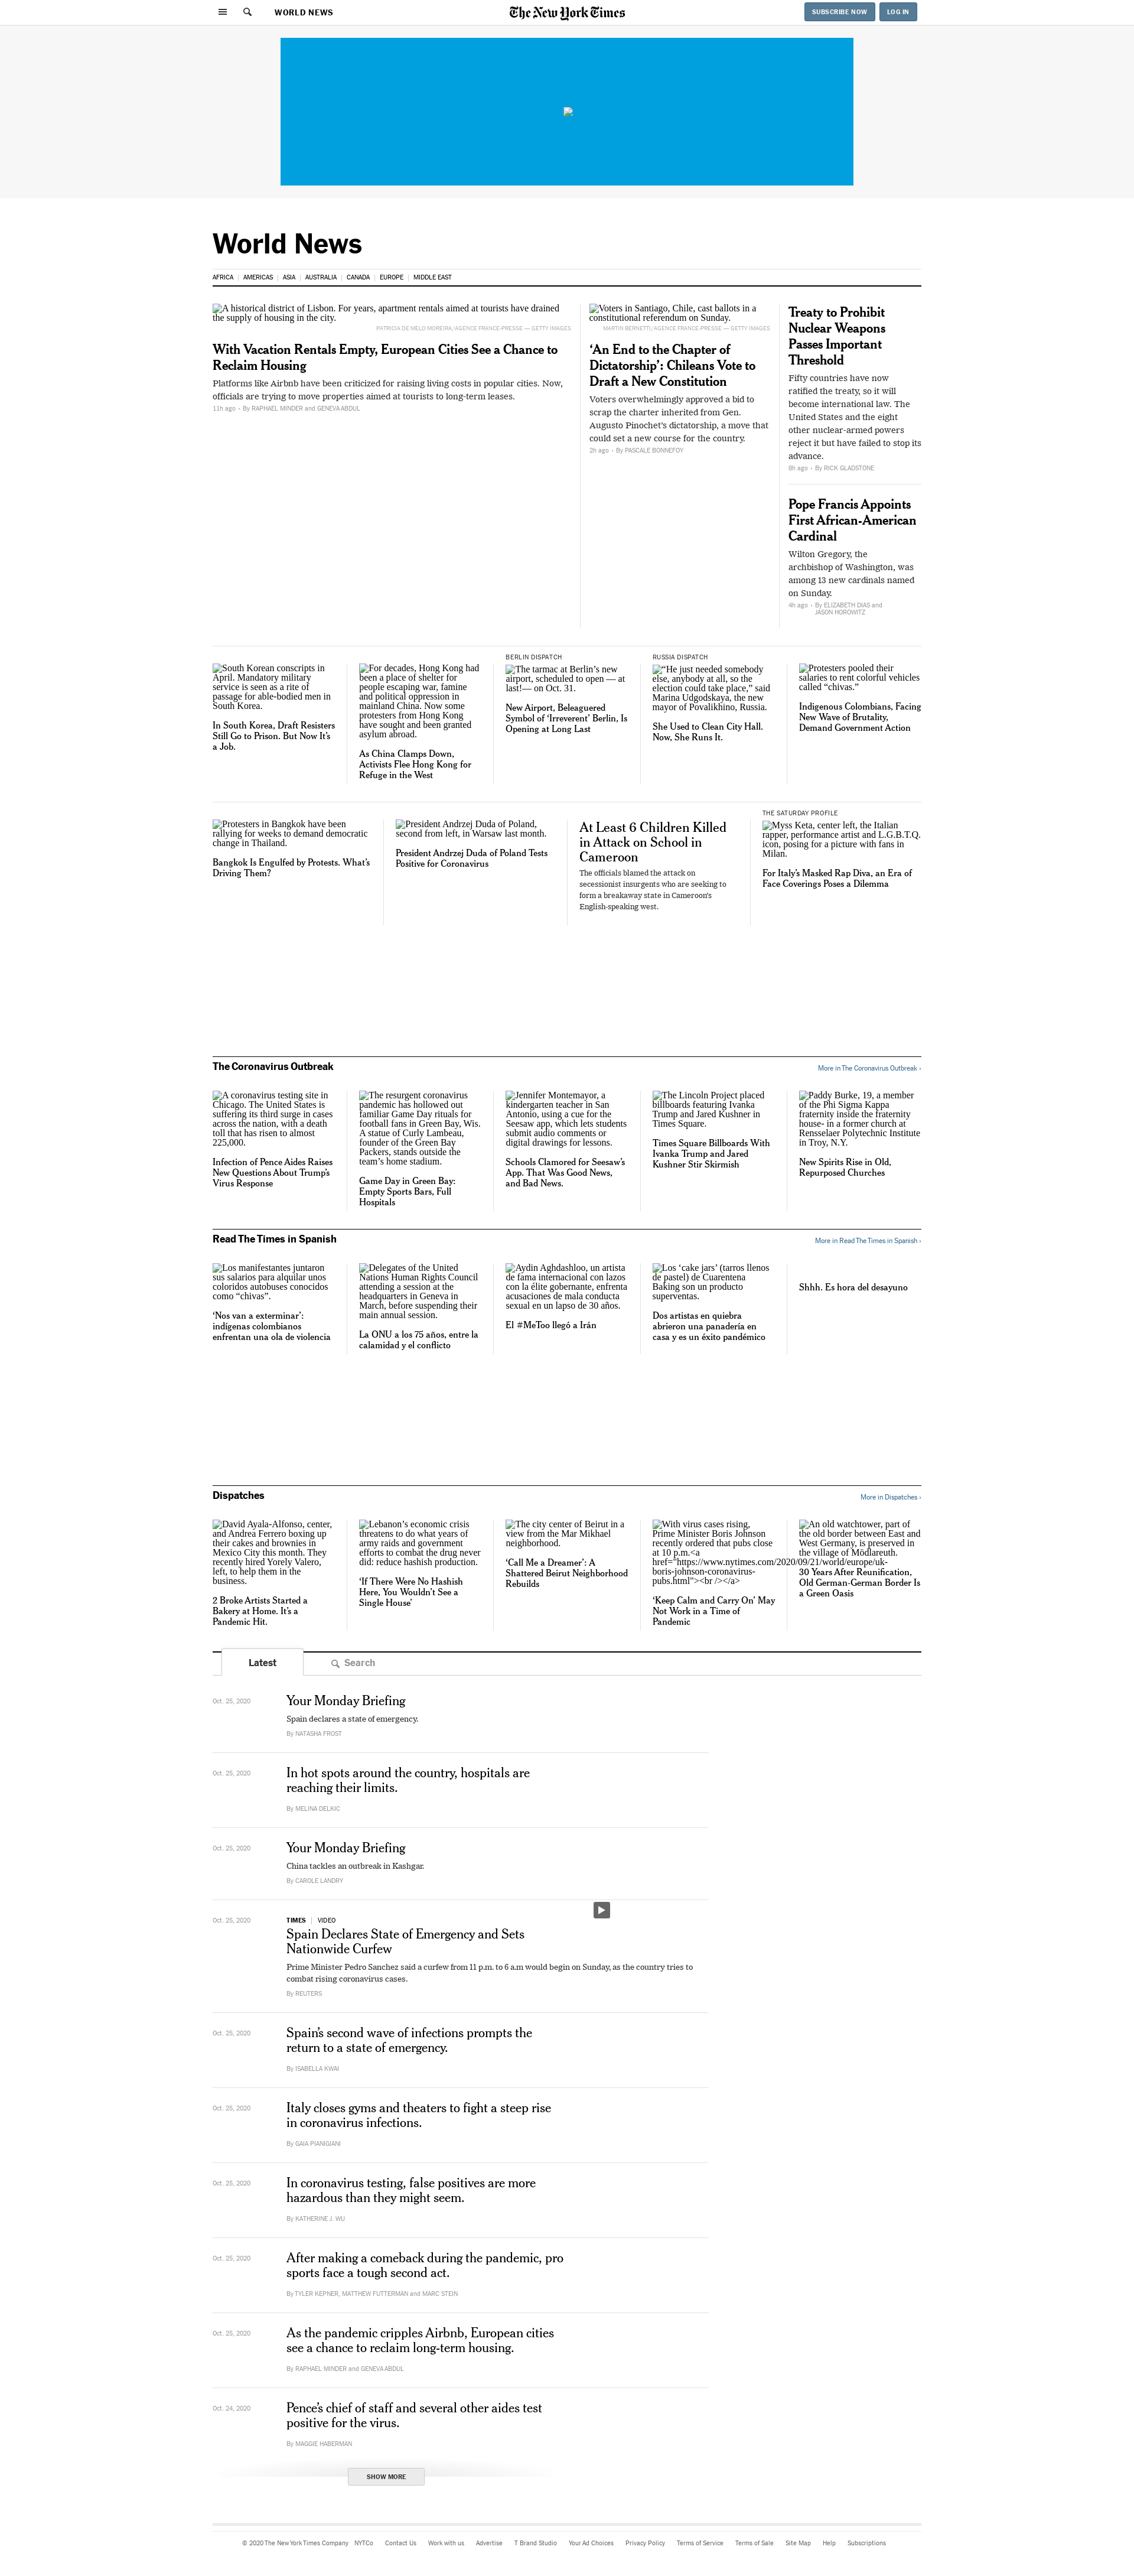 WORLD NEWS
The New York Times
SUBSCRIBE NOW
LOG IN
World News
AFRICA
AMERICAS
ASIA
AUSTRALIA
CANADA
EUROPE
MIDDLE EAST
A historical district of Lisbon. For years, apartment rentals aimed at tourists have drained
the supply of housing in the city.
PATRICIA DE MELO MOREIRA/AGENCE FRANCE-PRESSE — GETTY IMAGES
With Vacation Rentals Empty, European Cities See a Chance to
Reclaim Housing
Platforms like Airbnb have been criticized for raising living costs in popular cities. Now,
officials are trying to move properties aimed at tourists to long-term leases.
11h ago • By RAPHAEL MINDER and GENEVA ABDUL
Voters in Santiago, Chile, cast ballots in a
constitutional referendum on Sunday.
MARTIN BERNETTI/AGENCE FRANCE-PRESSE — GETTY IMAGES
‘An End to the Chapter of
Dictatorship’: Chileans Vote to
Draft a New Constitution
Voters overwhelmingly approved a bid to
scrap the charter inherited from Gen.
Augusto Pinochet’s dictatorship, a move that
could set a new course for the country.
2h ago • By PASCALE BONNEFOY
Treaty to Prohibit
Nuclear Weapons
Passes Important
Threshold
Fifty countries have now
ratified the treaty, so it will
become international law. The
United States and the eight
other nuclear-armed powers
reject it but have failed to stop its
advance.
8h ago • By RICK GLADSTONE
Pope Francis Appoints
First African-American
Cardinal
Wilton Gregory, the
archbishop of Washington, was
among 13 new cardinals named
on Sunday.
4h ago • By ELIZABETH DIAS and
JASON HOROWITZ
South Korean conscripts in
April. Mandatory military
service is seen as a rite of
passage for able-bodied men in
South Korea.
In South Korea, Draft Resisters
Still Go to Prison. But Now It’s
a Job.
For decades, Hong Kong had
been a place of shelter for
people escaping war, famine
and political oppression in
mainland China. Now some
protesters from Hong Kong
have sought and been granted
asylum abroad.
As China Clamps Down,
Activists Flee Hong Kong for
Refuge in the West
BERLIN DISPATCH
The tarmac at Berlin’s new
airport, scheduled to open — at
last!— on Oct. 31.
New Airport, Beleaguered
Symbol of ‘Irreverent’ Berlin, Is
Opening at Long Last
RUSSIA DISPATCH
“He just needed somebody
else, anybody at all, so the
election could take place,” said
Marina Udgodskaya, the new
mayor of Povalikhino, Russia.
She Used to Clean City Hall.
Now, She Runs It.
Protesters pooled their
salaries to rent colorful vehicles
called “chivas.”
Indigenous Colombians, Facing
New Wave of Brutality,
Demand Government Action
Protesters in Bangkok have been
rallying for weeks to demand democratic
change in Thailand.
Bangkok Is Engulfed by Protests. What’s
Driving Them?
President Andrzej Duda of Poland,
second from left, in Warsaw last month.
President Andrzej Duda of Poland Tests
Positive for Coronavirus
At Least 6 Children Killed
in Attack on School in
Cameroon
The officials blamed the attack on
secessionist insurgents who are seeking to
form a breakaway state in Cameroon’s
English-speaking west.
THE SATURDAY PROFILE
Myss Keta, center left, the Italian
rapper, performance artist and L.G.B.T.Q.
icon, posing for a picture with fans in
Milan.
For Italy’s Masked Rap Diva, an Era of
Face Coverings Poses a Dilemma
The Coronavirus Outbreak
More in The Coronavirus Outbreak ›
A coronavirus testing site in
Chicago. The United States is
suffering its third surge in cases
across the nation, with a death
toll that has risen to almost
225,000.
Infection of Pence Aides Raises
New Questions About Trump’s
Virus Response
The resurgent coronavirus
pandemic has hollowed out
familiar Game Day rituals for
football fans in Green Bay, Wis.
A statue of Curly Lambeau,
founder of the Green Bay
Packers, stands outside the
team’s home stadium.
Game Day in Green Bay:
Empty Sports Bars, Full
Hospitals
Jennifer Montemayor, a
kindergarten teacher in San
Antonio, using a cue for the
Seesaw app, which lets students
submit audio comments or
digital drawings for lessons.
Schools Clamored for Seesaw’s
App. That Was Good News,
and Bad News.
The Lincoln Project placed
billboards featuring Ivanka
Trump and Jared Kushner in
Times Square.
Times Square Billboards With
Ivanka Trump and Jared
Kushner Stir Skirmish
Paddy Burke, 19, a member
of the Phi Sigma Kappa
fraternity inside the fraternity
house- in a former church at
Rensselaer Polytechnic Institute
in Troy, N.Y.
New Spirits Rise in Old,
Repurposed Churches
Read The Times in Spanish
More in Read The Times in Spanish ›
Los manifestantes juntaron
sus salarios para alquilar unos
coloridos autobuses conocidos
como “chivas”.
‘Nos van a exterminar’:
indígenas colombianos
enfrentan una ola de violencia
Delegates of the United
Nations Human Rights Council
attending a session at the
headquarters in Geneva in
March, before suspending their
main annual session.
La ONU a los 75 años, entre la
calamidad y el conflicto
Aydin Aghdashloo, un artista
de fama internacional con lazos
con la élite gobernante, enfrenta
acusaciones de mala conducta
sexual en un lapso de 30 años.
El #MeToo llegó a Irán
Los ‘cake jars’ (tarros llenos
de pastel) de Cuarentena
Baking son un producto
superventas.
Dos artistas en quiebra
abrieron una panadería en
casa y es un éxito pandémico
Shhh. Es hora del desayuno
Dispatches
More in Dispatches ›
David Ayala-Alfonso, center,
and Andrea Ferrero boxing up
their cakes and brownies in
Mexico City this month. They
recently hired Yorely Valero,
left, to help them in the
business.
2 Broke Artists Started a
Bakery at Home. It’s a
Pandemic Hit.
Lebanon’s economic crisis
threatens to do what years of
army raids and government
efforts to combat the drug never
did: reduce hashish production.
‘If There Were No Hashish
Here, You Wouldn’t See a
Single House’
The city center of Beirut in a
view from the Mar Mikhael
neighborhood.
‘Call Me a Dreamer’: A
Shattered Beirut Neighborhood
Rebuilds
With virus cases rising,
Prime Minister Boris Johnson
recently ordered that pubs close
at 10 p.m.<a
href="https://www.nytimes.com/2020/09/21/world/europe/uk-
boris-johnson-coronavirus-
pubs.html"><br /></a>
‘Keep Calm and Carry On’ May
Not Work in a Time of
Pandemic
An old watchtower, part of
the old border between East and
West Germany, is preserved in
the village of Mödlareuth.
30 Years After Reunification,
Old German-German Border Is
a Green Oasis
Latest
Search
Oct. 25, 2020
Your Monday Briefing
Spain declares a state of emergency.
By NATASHA FROST
Oct. 25, 2020
In hot spots around the country, hospitals are
reaching their limits.
By MELINA DELKIC
Oct. 25, 2020
Your Monday Briefing
China tackles an outbreak in Kashgar.
By CAROLE LANDRY
Oct. 25, 2020
TIMES | VIDEO
Spain Declares State of Emergency and Sets
Nationwide Curfew
Prime Minister Pedro Sanchez said a curfew from 11 p.m. to 6 a.m would begin on Sunday, as the country tries to
combat rising coronavirus cases.
By REUTERS
Oct. 25, 2020
Spain’s second wave of infections prompts the
return to a state of emergency.
By ISABELLA KWAI
Oct. 25, 2020
Italy closes gyms and theaters to fight a steep rise
in coronavirus infections.
By GAIA PIANIGIANI
Oct. 25, 2020
In coronavirus testing, false positives are more
hazardous than they might seem.
By KATHERINE J. WU
Oct. 25, 2020
After making a comeback during the pandemic, pro
sports face a tough second act.
By TYLER KEPNER, MATTHEW FUTTERMAN and MARC STEIN
Oct. 25, 2020
As the pandemic cripples Airbnb, European cities
see a chance to reclaim long-term housing.
By RAPHAEL MINDER and GENEVA ABDUL
Oct. 24, 2020
Pence’s chief of staff and several other aides test
positive for the virus.
By MAGGIE HABERMAN
SHOW MORE
© 2020 The New York Times Company
NYTCo
Contact Us
Work with us
Advertise
T Brand Studio
Your Ad Choices
Privacy Policy
Terms of Service
Terms of Sale
Site Map
Help
Subscriptions